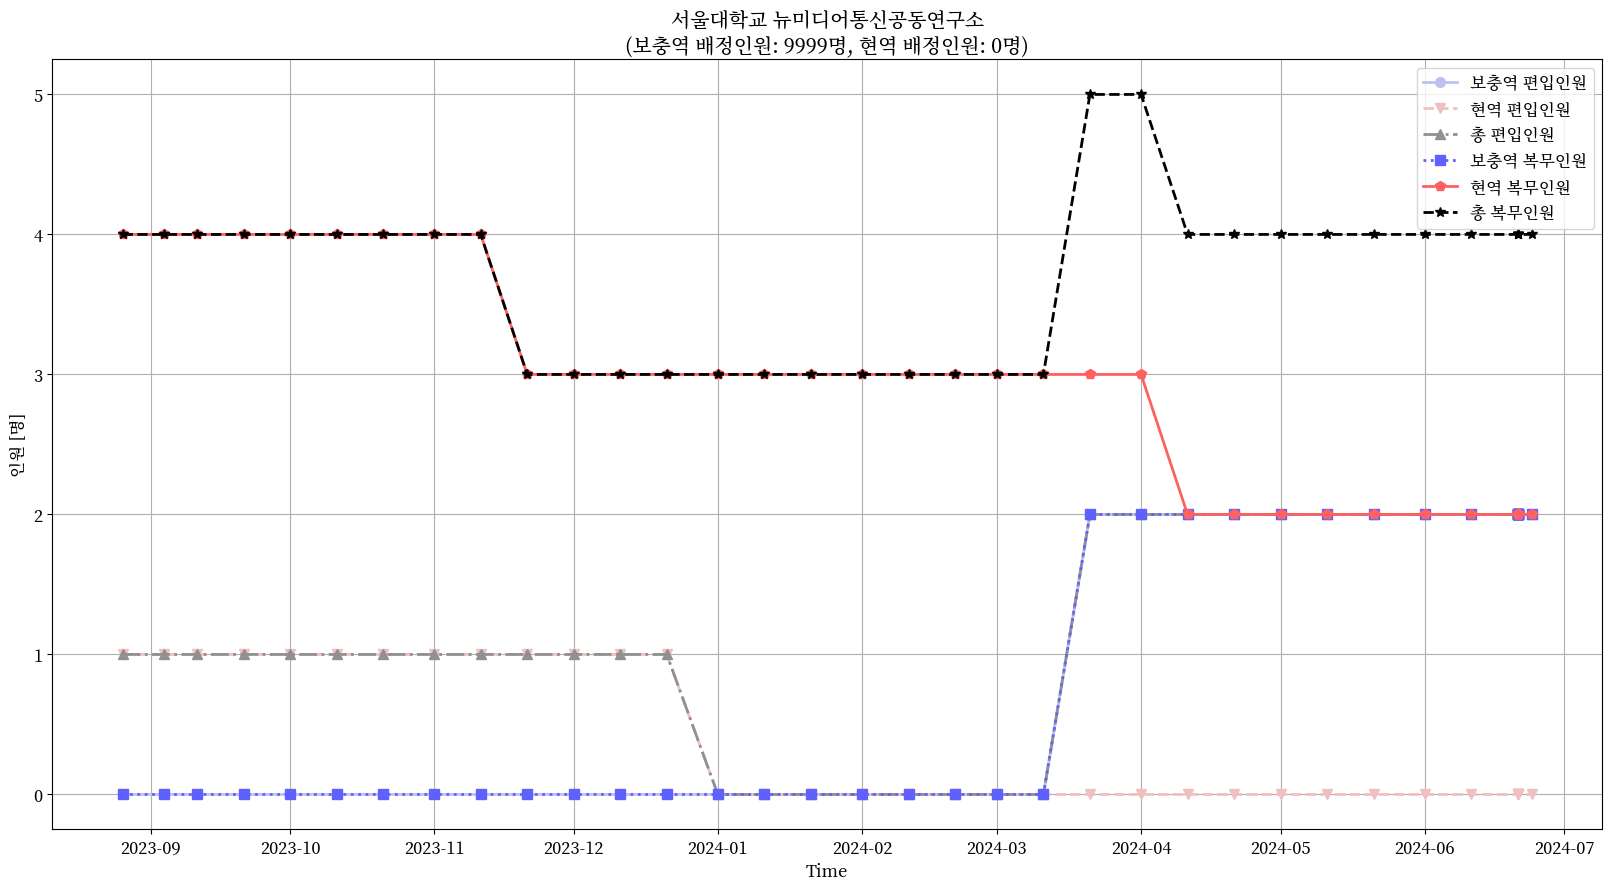 서울대학교 뉴미디어통신공동연구소
(보충역 배정인원: 9999명, 현역 배정인원: 0명)
보충역 편입인원
현역 편입인원
총 편입인원
보충역 복무인원
현역 복무인원
총 복무인원
인원 [명]
5
4
3
2
1
0
2023-09 2023-10 2023-11 2023-12 2024-01 2024-02 2024-03 2024-04 2024-05 2024-06 2024-07
Time